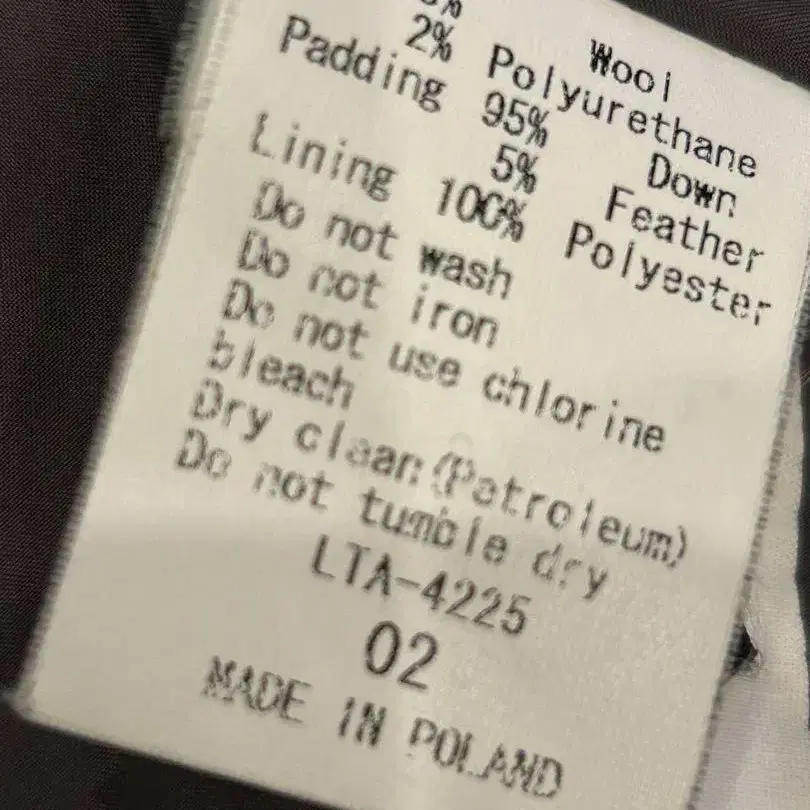 % Wool
2% Polyurethane
Padding 95% Down
5% Feather
Lining 100% Polyester
Do not wash
Do not iron
Do not use chlorine
bleach
Dry clean(Petroleum)
Do not tumble dry
LTA-4225
02
MADE IN POLAND